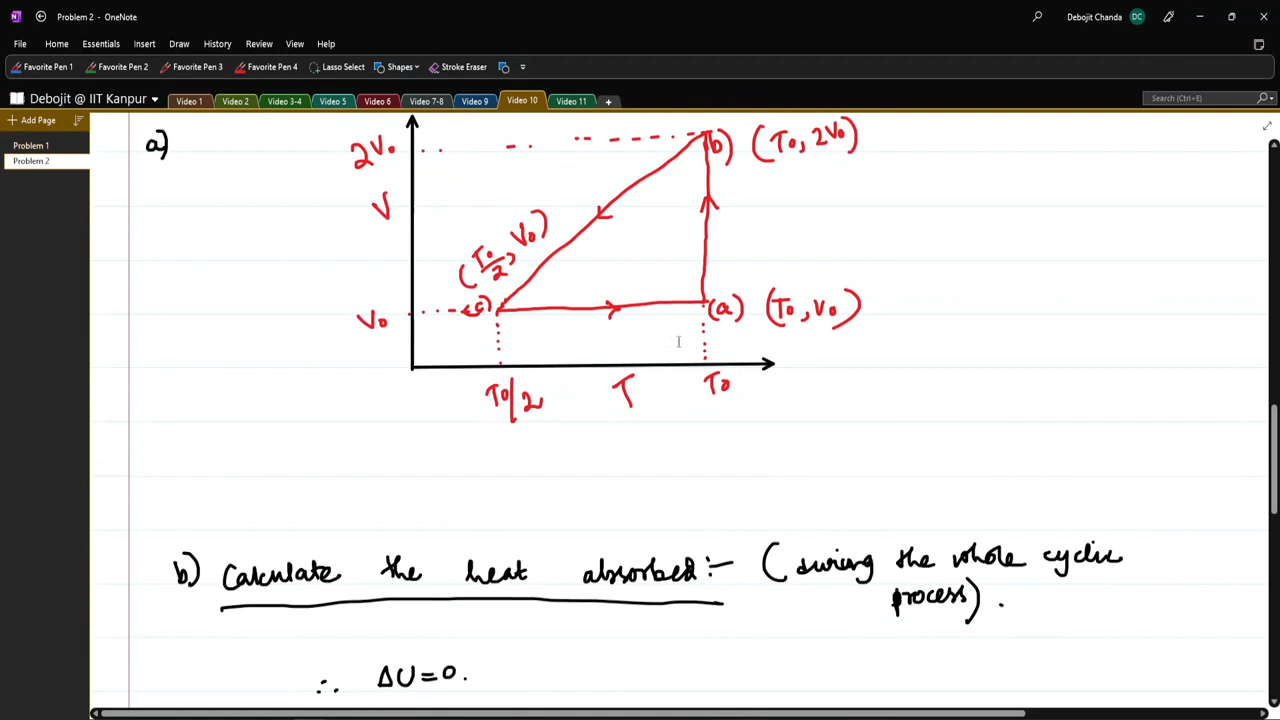 Problem 2 - OneNote
Debojit Chanda DC
File Home Essentials Insert Draw History Review View Help
Favorite Pen 1 Favorite Pen 2 Favorite Pen 3 Favorite Pen 4 Lasso Select Shapes Stroke Eraser
Debojit @ IIT Kanpur Video 1 Video 2 Video 3-4 Video 5 Video 6 Video 7-8 Video 9 Video 10 Video 11 + Search (Ctrl+E)
Add Page
Problem 1
Problem 2
a)
2V₀
b) (T₀, 2V₀)
V
(T₀/2, V₀)
V₀
(c)
(a) (T₀, V₀)
T₀/2 T T₀
b) Calculate the heat absorbed :- (during the whole cyclic
process).
∴ ΔU=0.